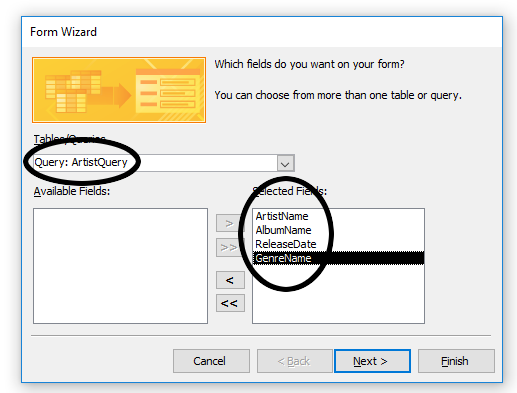 Form Wizard
Which fields do you want on your form?
You can choose from more than one table or query.
Tables/Queries
Query: ArtistQuery
Available Fields:
Selected Fields:
>
>>
<
<<
ArtistName
AlbumName
ReleaseDate
GenreName
Cancel
< Back
Next >
Finish